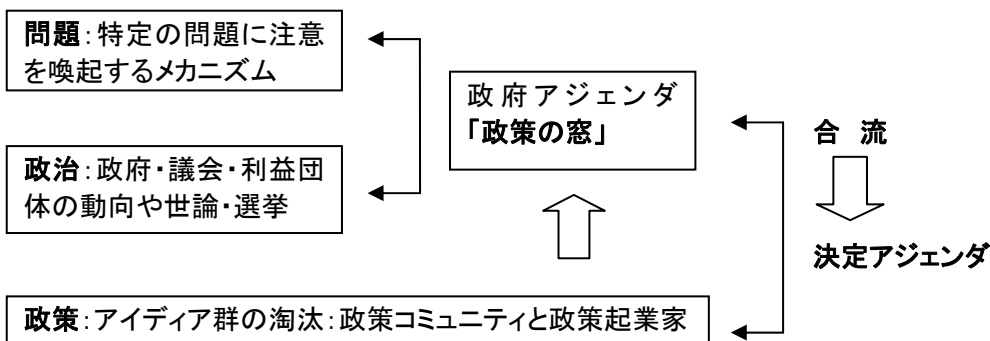 問題：特定の問題に注意
を喚起するメカニズム
政府アジェンダ
「政策の窓」
合 流
政治：政府・議会・利益団
体の動向や世論・選挙
決定アジェンダ
政策：アイディア群の淘汰：政策コミュニティと政策起業家